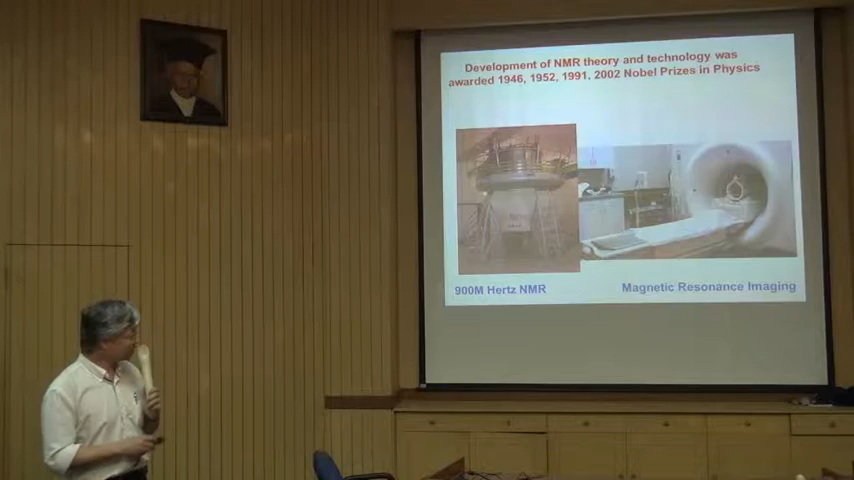 Development of NMR theory and technology was
awarded 1946, 1952, 1991, 2002 Nobel Prizes in Physics
900M Hertz NMR
Magnetic Resonance Imaging